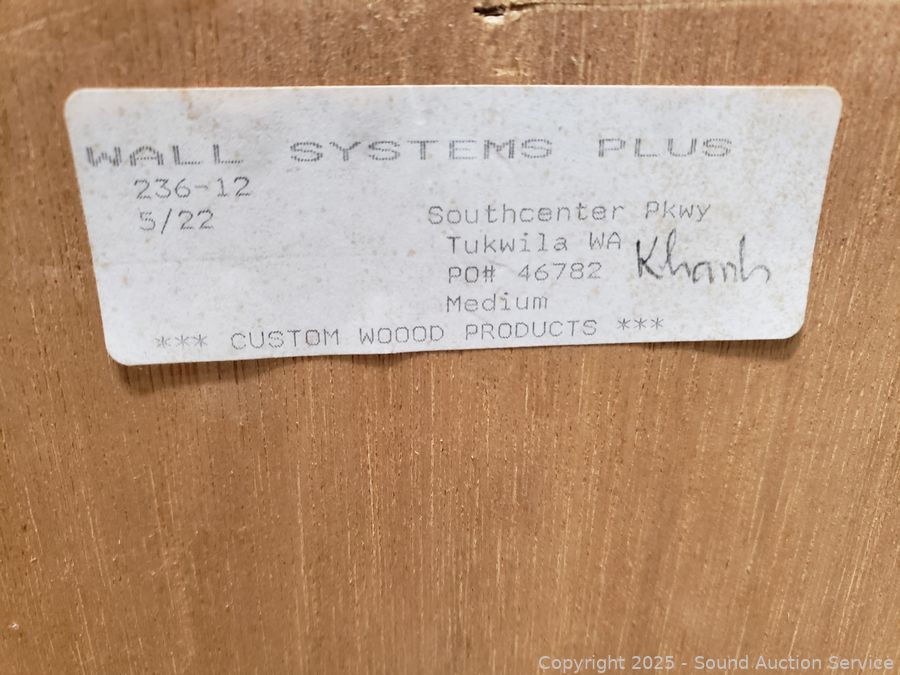 WALL SYSTEMS PLUS
236-12
5/22
Southcenter Pkwy
Tukwila WA
PO# 46782
Khanh
Medium
*** CUSTOM WOOOD PRODUCTS ***
Copyright © 2025 - Sound Auction Service